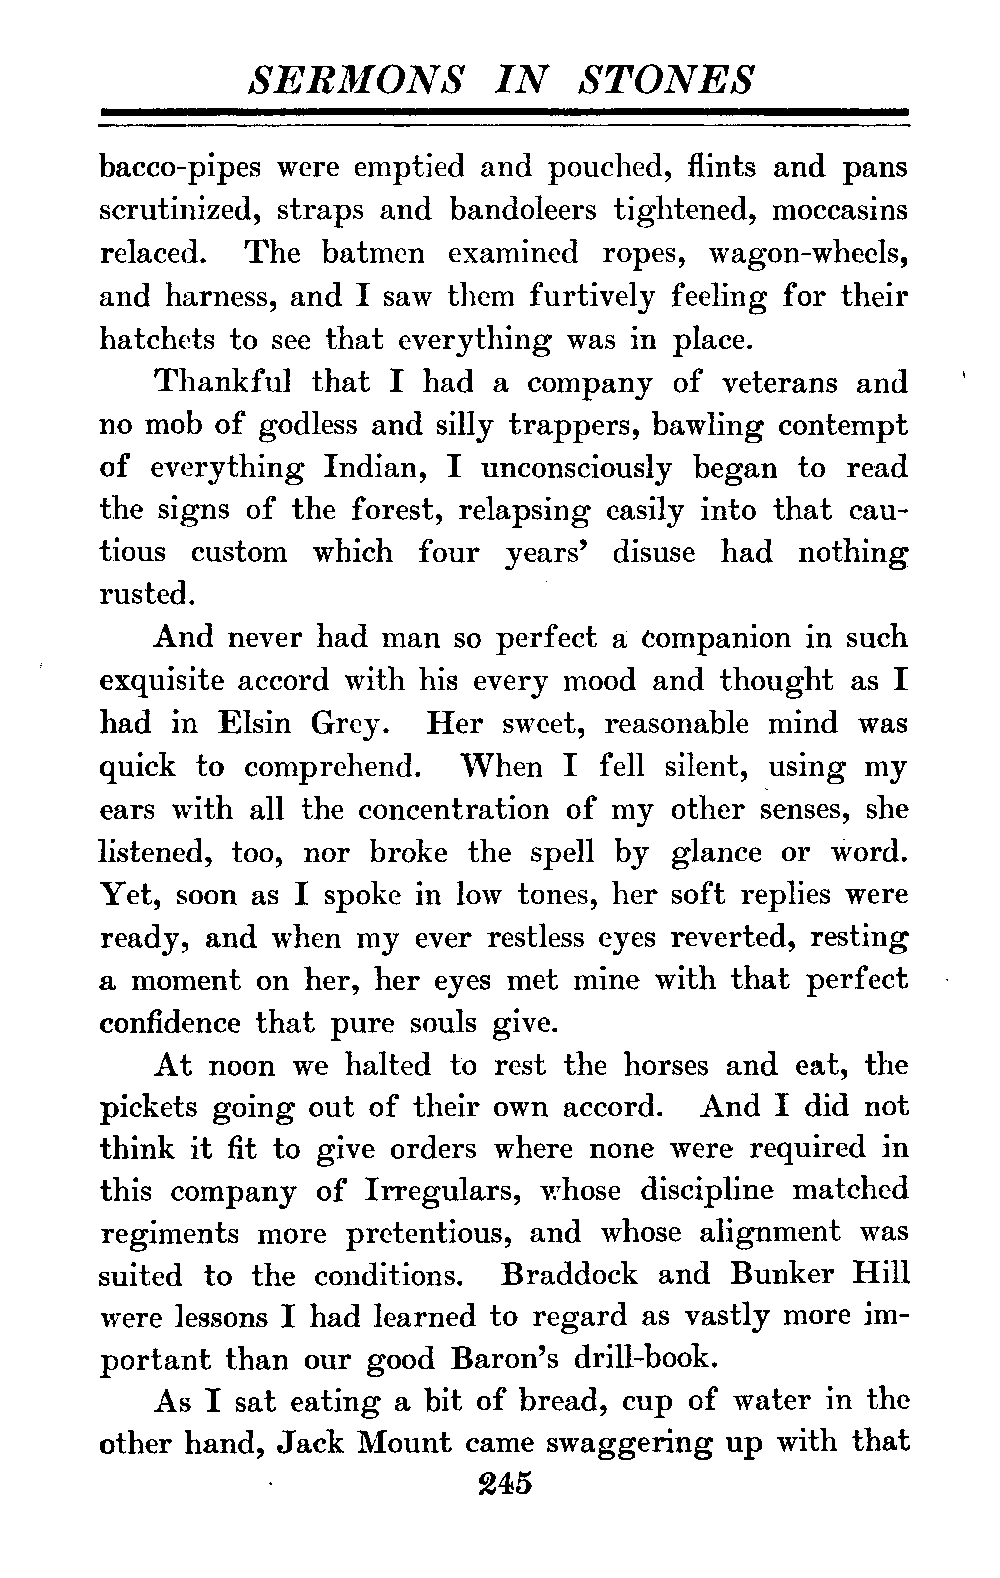 SERMONS IN STONES
bacco-pipes were emptied and pouched, flints and pans
scrutinized, straps and bandoleers tightened, moccasins
relaced. The batmen examined ropes, wagon-wheels,
and harness, and I saw them furtively feeling for their
hatchets to see that everything was in place.
Thankful that I had a company of veterans and
no mob of godless and silly trappers, bawling contempt
of everything Indian, I unconsciously began to read
the signs of the forest, relapsing easily into that cau-
tious custom which four years’ disuse had nothing
rusted.
And never had man so perfect a companion in such
exquisite accord with his every mood and thought as I
had in Elsin Grey. Her sweet, reasonable mind was
quick to comprehend. When I fell silent, using my
ears with all the concentration of my other senses, she
listened, too, nor broke the spell by glance or word.
Yet, soon as I spoke in low tones, her soft replies were
ready, and when my ever restless eyes reverted, resting
a moment on her, her eyes met mine with that perfect
confidence that pure souls give.
At noon we halted to rest the horses and eat, the
pickets going out of their own accord. And I did not
think it fit to give orders where none were required in
this company of Irregulars, whose discipline matched
regiments more pretentious, and whose alignment was
suited to the conditions. Braddock and Bunker Hill
were lessons I had learned to regard as vastly more im-
portant than our good Baron’s drill-book.
As I sat eating a bit of bread, cup of water in the
other hand, Jack Mount came swaggering up with that
245